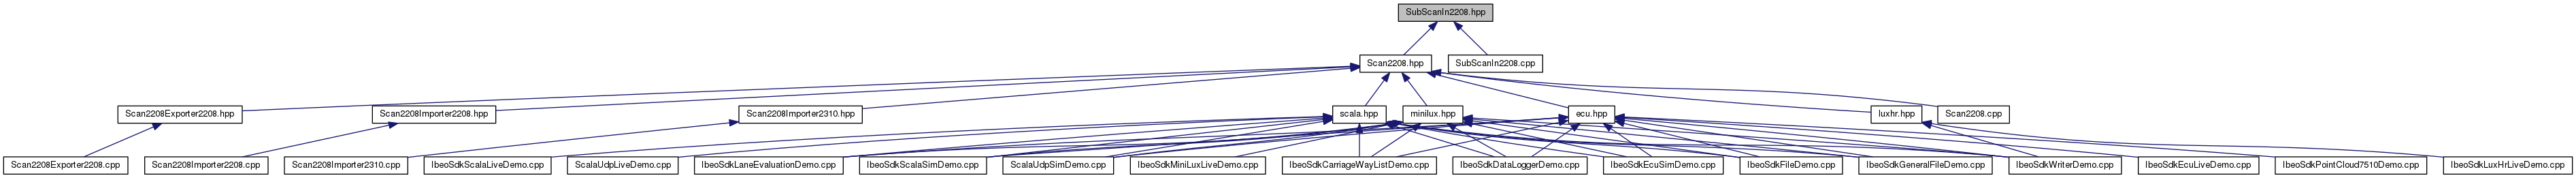 SubScanIn2208.hpp
Scan2208.hpp
SubScanIn2208.cpp
Scan2208Exporter2208.hpp
Scan2208Importer2208.hpp
Scan2208Importer2310.hpp
scala.hpp
minilux.hpp
ecu.hpp
luxhr.hpp
Scan2208.cpp
Scan2208Exporter2208.cpp
Scan2208Importer2208.cpp
Scan2208Importer2310.cpp
IbeoSdkScalaLiveDemo.cpp
ScalaUdpLiveDemo.cpp
IbeoSdkLaneEvaluationDemo.cpp
IbeoSdkScalaSimDemo.cpp
ScalaUdpSimDemo.cpp
IbeoSdkMiniLuxLiveDemo.cpp
IbeoSdkCarriageWayListDemo.cpp
IbeoSdkDataLoggerDemo.cpp
IbeoSdkEcuSimDemo.cpp
IbeoSdkFileDemo.cpp
IbeoSdkGeneralFileDemo.cpp
IbeoSdkWriterDemo.cpp
IbeoSdkEcuLiveDemo.cpp
IbeoSdkPointCloud7510Demo.cpp
IbeoSdkLuxHrLiveDemo.cpp